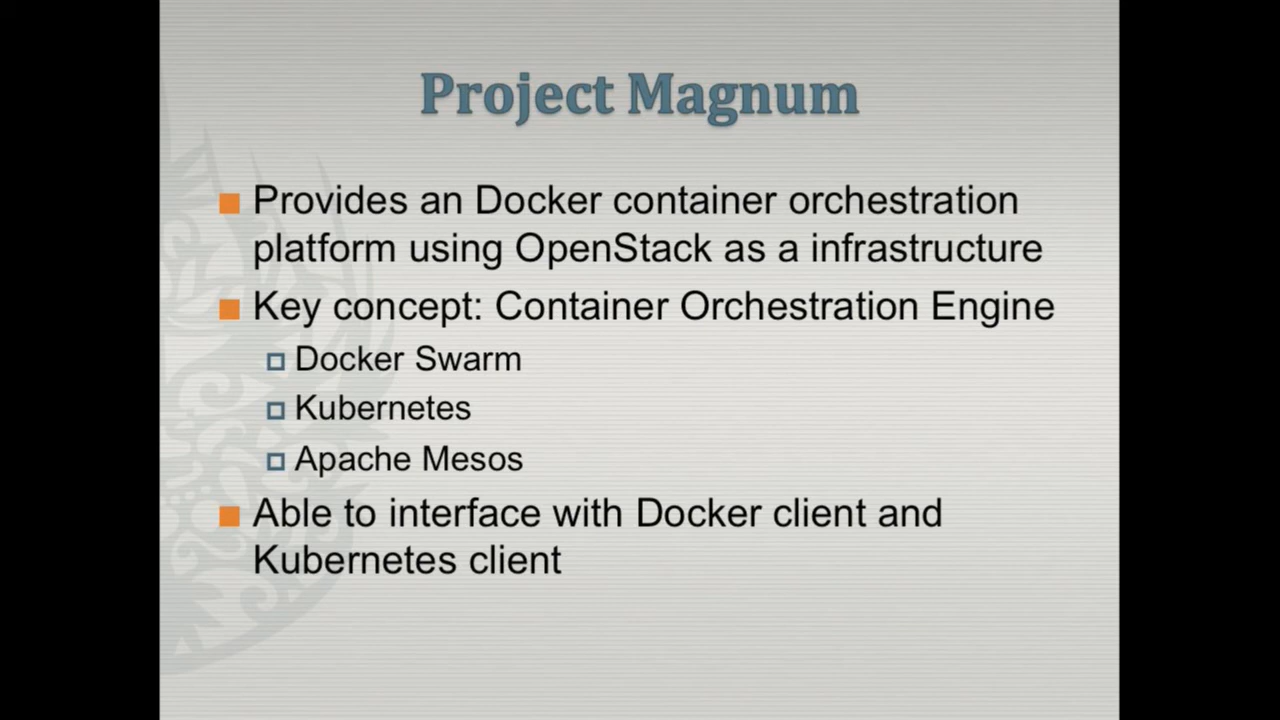 Project Magnum
Provides an Docker container orchestration
platform using OpenStack as a infrastructure
Key concept: Container Orchestration Engine
Docker Swarm
Kubernetes
Apache Mesos
Able to interface with Docker client and
Kubernetes client